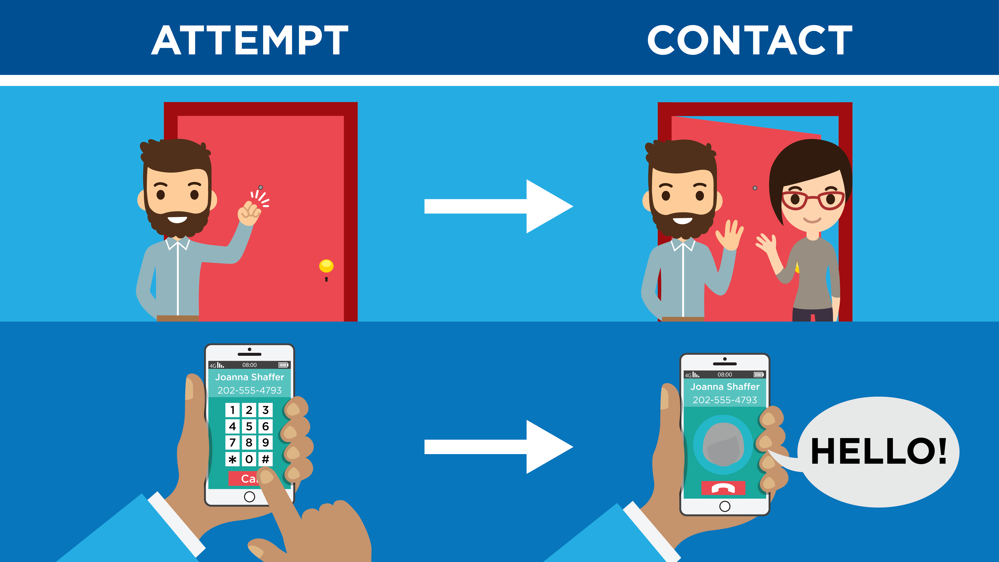 ATTEMPT
CONTACT
4G 08:00
Joanna Shaffer
202-555-4793
1 2 3
4 5 6
7 8 9
* 0 #
4G 08:00
Joanna Shaffer
202-555-4793
HELLO!